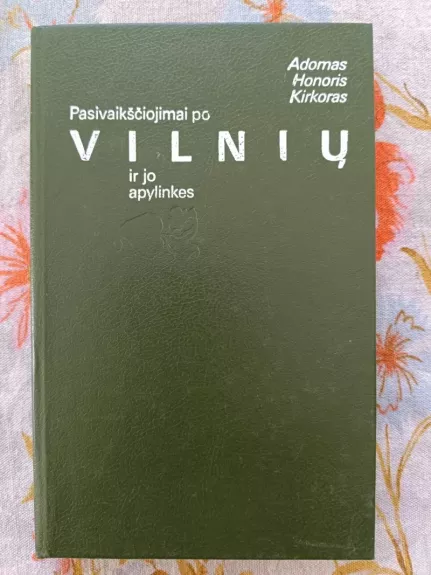 Adomas
Honoris
Kirkoras
Pasivaikščiojimai po
VILNIŲ
ir jo
apylinkes